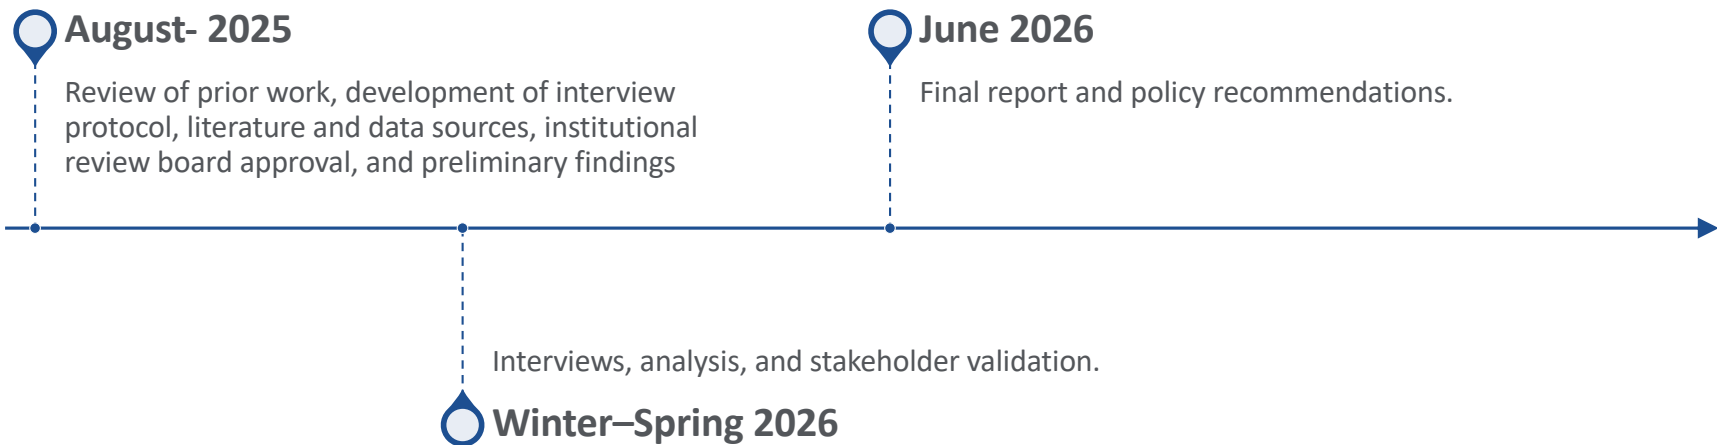 August- 2025
Review of prior work, development of interview
protocol, literature and data sources, institutional
review board approval, and preliminary findings
June 2026
Final report and policy recommendations.
Interviews, analysis, and stakeholder validation.
Winter–Spring 2026